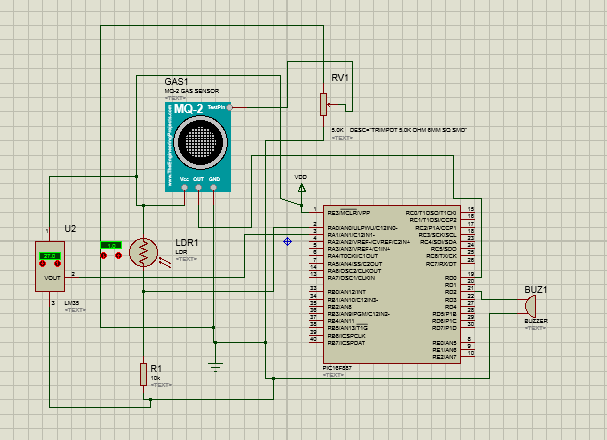 GAS1
MQ-2 GAS SENSOR
<TEXT>
MQ-2
TestPin
www.TheEngineeringProjects.com
Vcc OUT GND
RV1
5.0K DESC="TRIMPOT 5.0K OHM 6MM SQ SMD"
<TEXT>
VDD
U2
1
27.0
VOUT
2
3
LM35
<TEXT>
1.0
LDR1
LDR
<TEXT>
R1
10k
<TEXT>
1 RE3/MCLR/VPP
2 RA0/AN0/ULPWU/C12IN0-
3 RA1/AN1/C12IN1-
4 RA2/AN2/VREF-/CVREF/C2IN+
5 RA3/AN3/VREF+/C1IN+
6 RA4/T0CKI/C1OUT
7 RA5/AN4/SS/C2OUT
14 RA6/OSC2/CLKOUT
13 RA7/OSC1/CLKIN
33 RB0/AN12/INT
34 RB1/AN10/C12IN3-
35 RB2/AN8
36 RB3/AN9/PGM/C12IN2-
37 RB4/AN11
38 RB5/AN13/T1G
39 RB6/ICSPCLK
40 RB7/ICSPDAT
RC0/T1OSO/T1CKI 15
RC1/T1OSI/CCP2 16
RC2/P1A/CCP1 17
RC3/SCK/SCL 18
RC4/SDI/SDA 23
RC5/SDO 24
RC6/TX/CK 25
RC7/RX/DT 26
RD0 19
RD1 20
RD2 21
RD3 22
RD4 27
RD5/P1B 28
RD6/P1C 29
RD7/P1D 30
RE0/AN5 8
RE1/AN6 9
RE2/AN7 10
PIC16F887
<TEXT>
BUZ1
BUZZER
<TEXT>